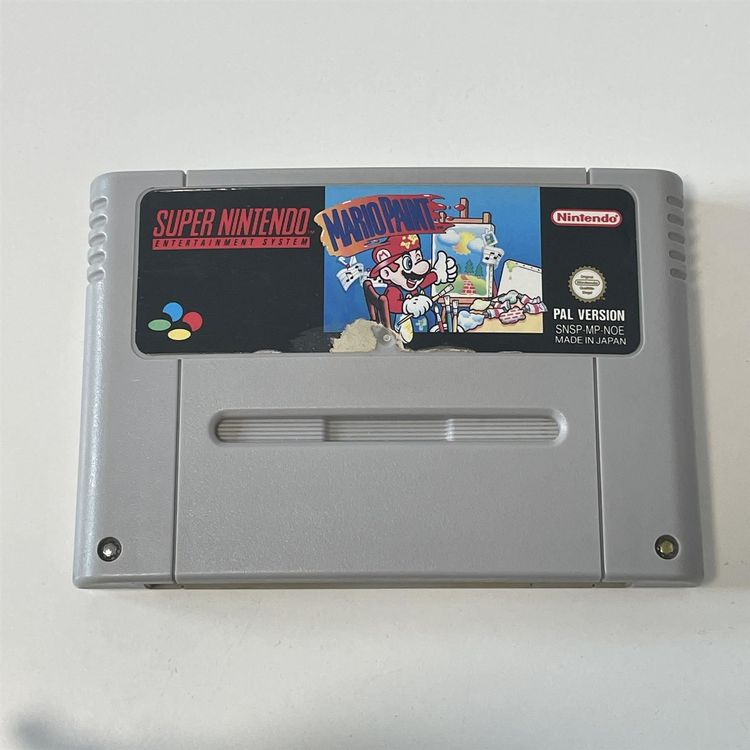 SUPER NINTENDO
ENTERTAINMENT SYSTEM
MARIO PAINT
Nintendo
PAL VERSION
SNSP-MP-NOE
MADE IN JAPAN